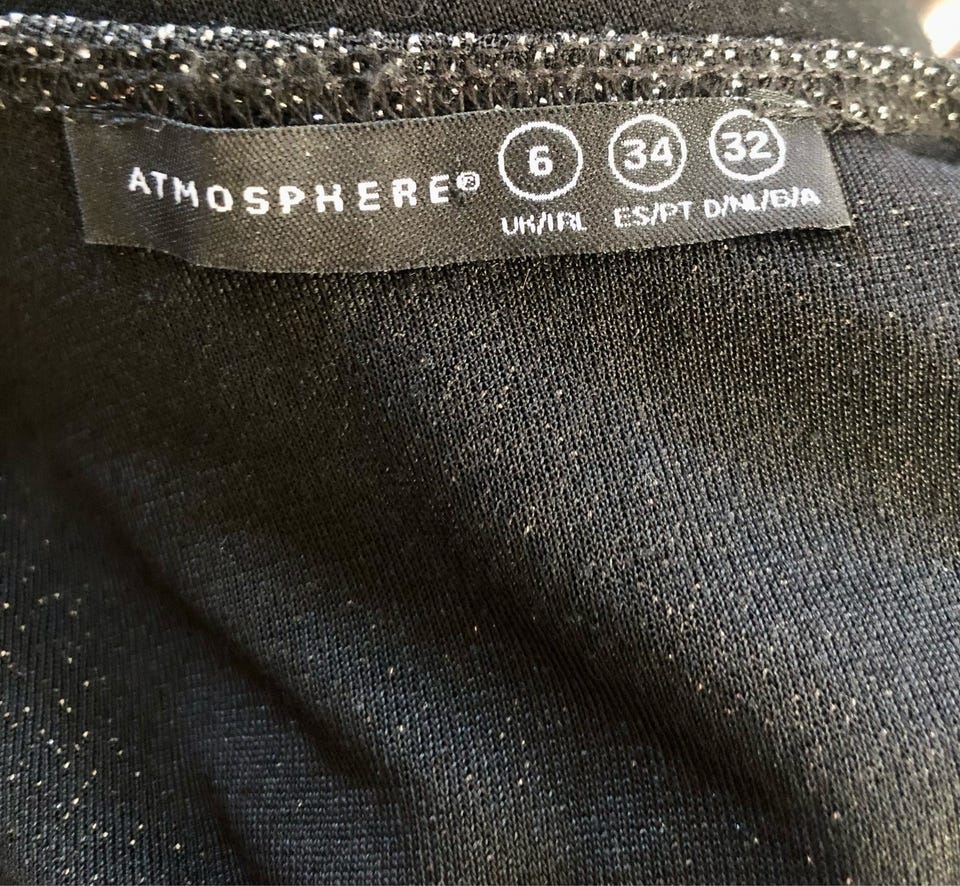 ATMOSPHERE® 6 34 32
UK/IRL ES/PT D/NL/B/A